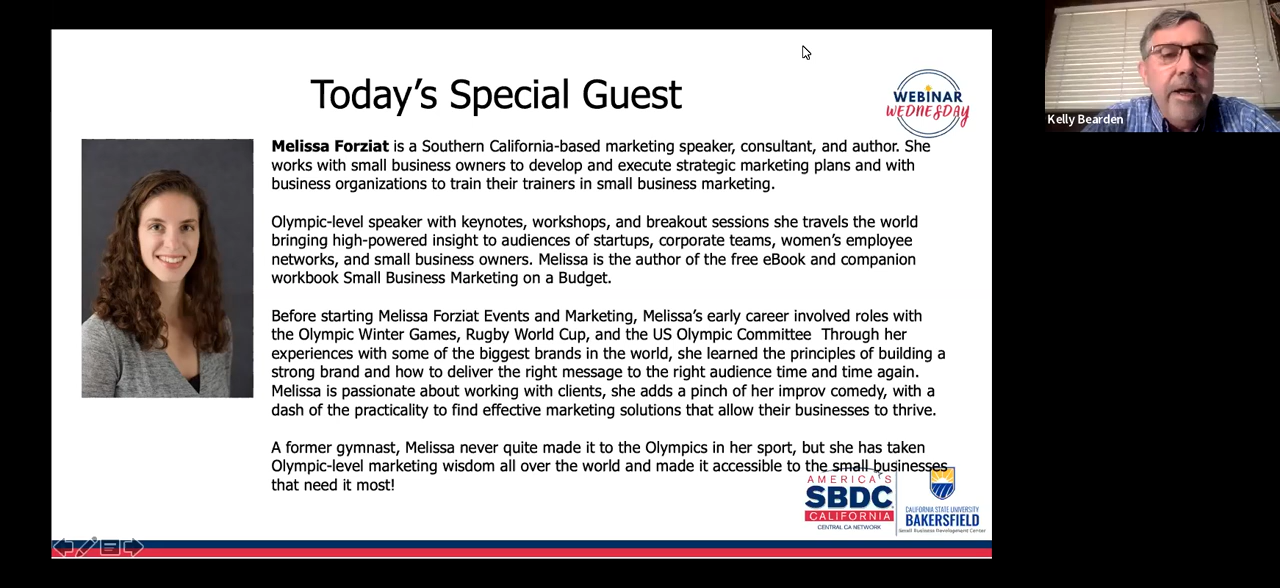 Today's Special Guest
WEBINAR
WEDNESDAY
Kelly Bearden
Melissa Forziat is a Southern California-based marketing speaker, consultant, and author. She
works with small business owners to develop and execute strategic marketing plans and with
business organizations to train their trainers in small business marketing.
Olympic-level speaker with keynotes, workshops, and breakout sessions she travels the world
bringing high-powered insight to audiences of startups, corporate teams, women's employee
networks, and small business owners. Melissa is the author of the free eBook and companion
workbook Small Business Marketing on a Budget.
Before starting Melissa Forziat Events and Marketing, Melissa's early career involved roles with
the Olympic Winter Games, Rugby World Cup, and the US Olympic Committee  Through her
experiences with some of the biggest brands in the world, she learned the principles of building a
strong brand and how to deliver the right message to the right audience time and time again.
Melissa is passionate about working with clients, she adds a pinch of her improv comedy, with a
dash of the practicality to find effective marketing solutions that allow their businesses to thrive.
A former gymnast, Melissa never quite made it to the Olympics in her sport, but she has taken
Olympic-level marketing wisdom all over the world and made it accessible to the small businesses
that need it most!
AMERICA'S
SBDC
CALIFORNIA
CENTRAL CA NETWORK
CALIFORNIA STATE UNIVERSITY
BAKERSFIELD
Small Business Development Center